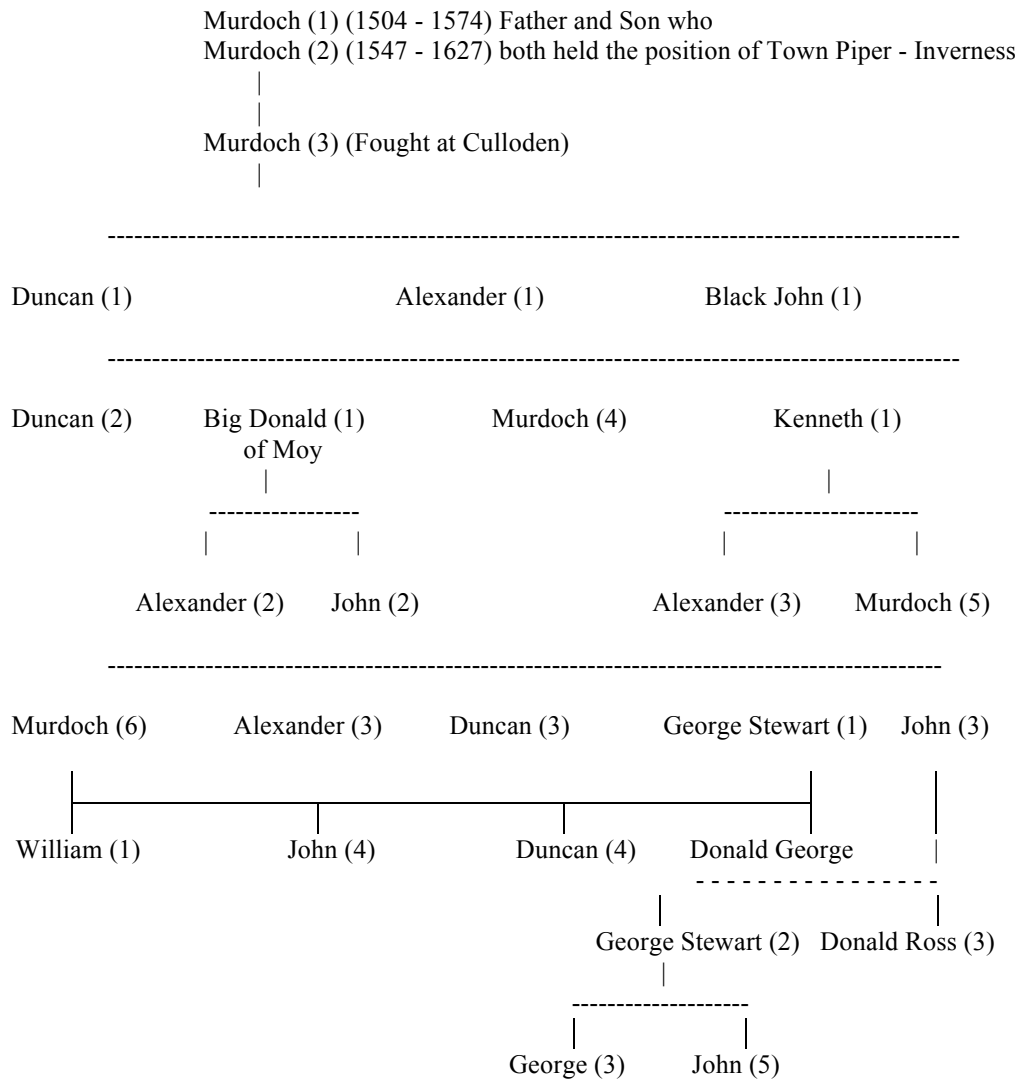 Murdoch (1) (1504 - 1574) Father and Son who
Murdoch (2) (1547 - 1627) both held the position of Town Piper - Inverness
Murdoch (3) (Fought at Culloden)
Duncan (1) Alexander (1) Black John (1)
Duncan (2) Big Donald (1) Murdoch (4) Kenneth (1)
of Moy
Alexander (2) John (2) Alexander (3) Murdoch (5)
Murdoch (6) Alexander (3) Duncan (3) George Stewart (1) John (3)
William (1) John (4) Duncan (4) Donald George
George Stewart (2) Donald Ross (3)
George (3) John (5)